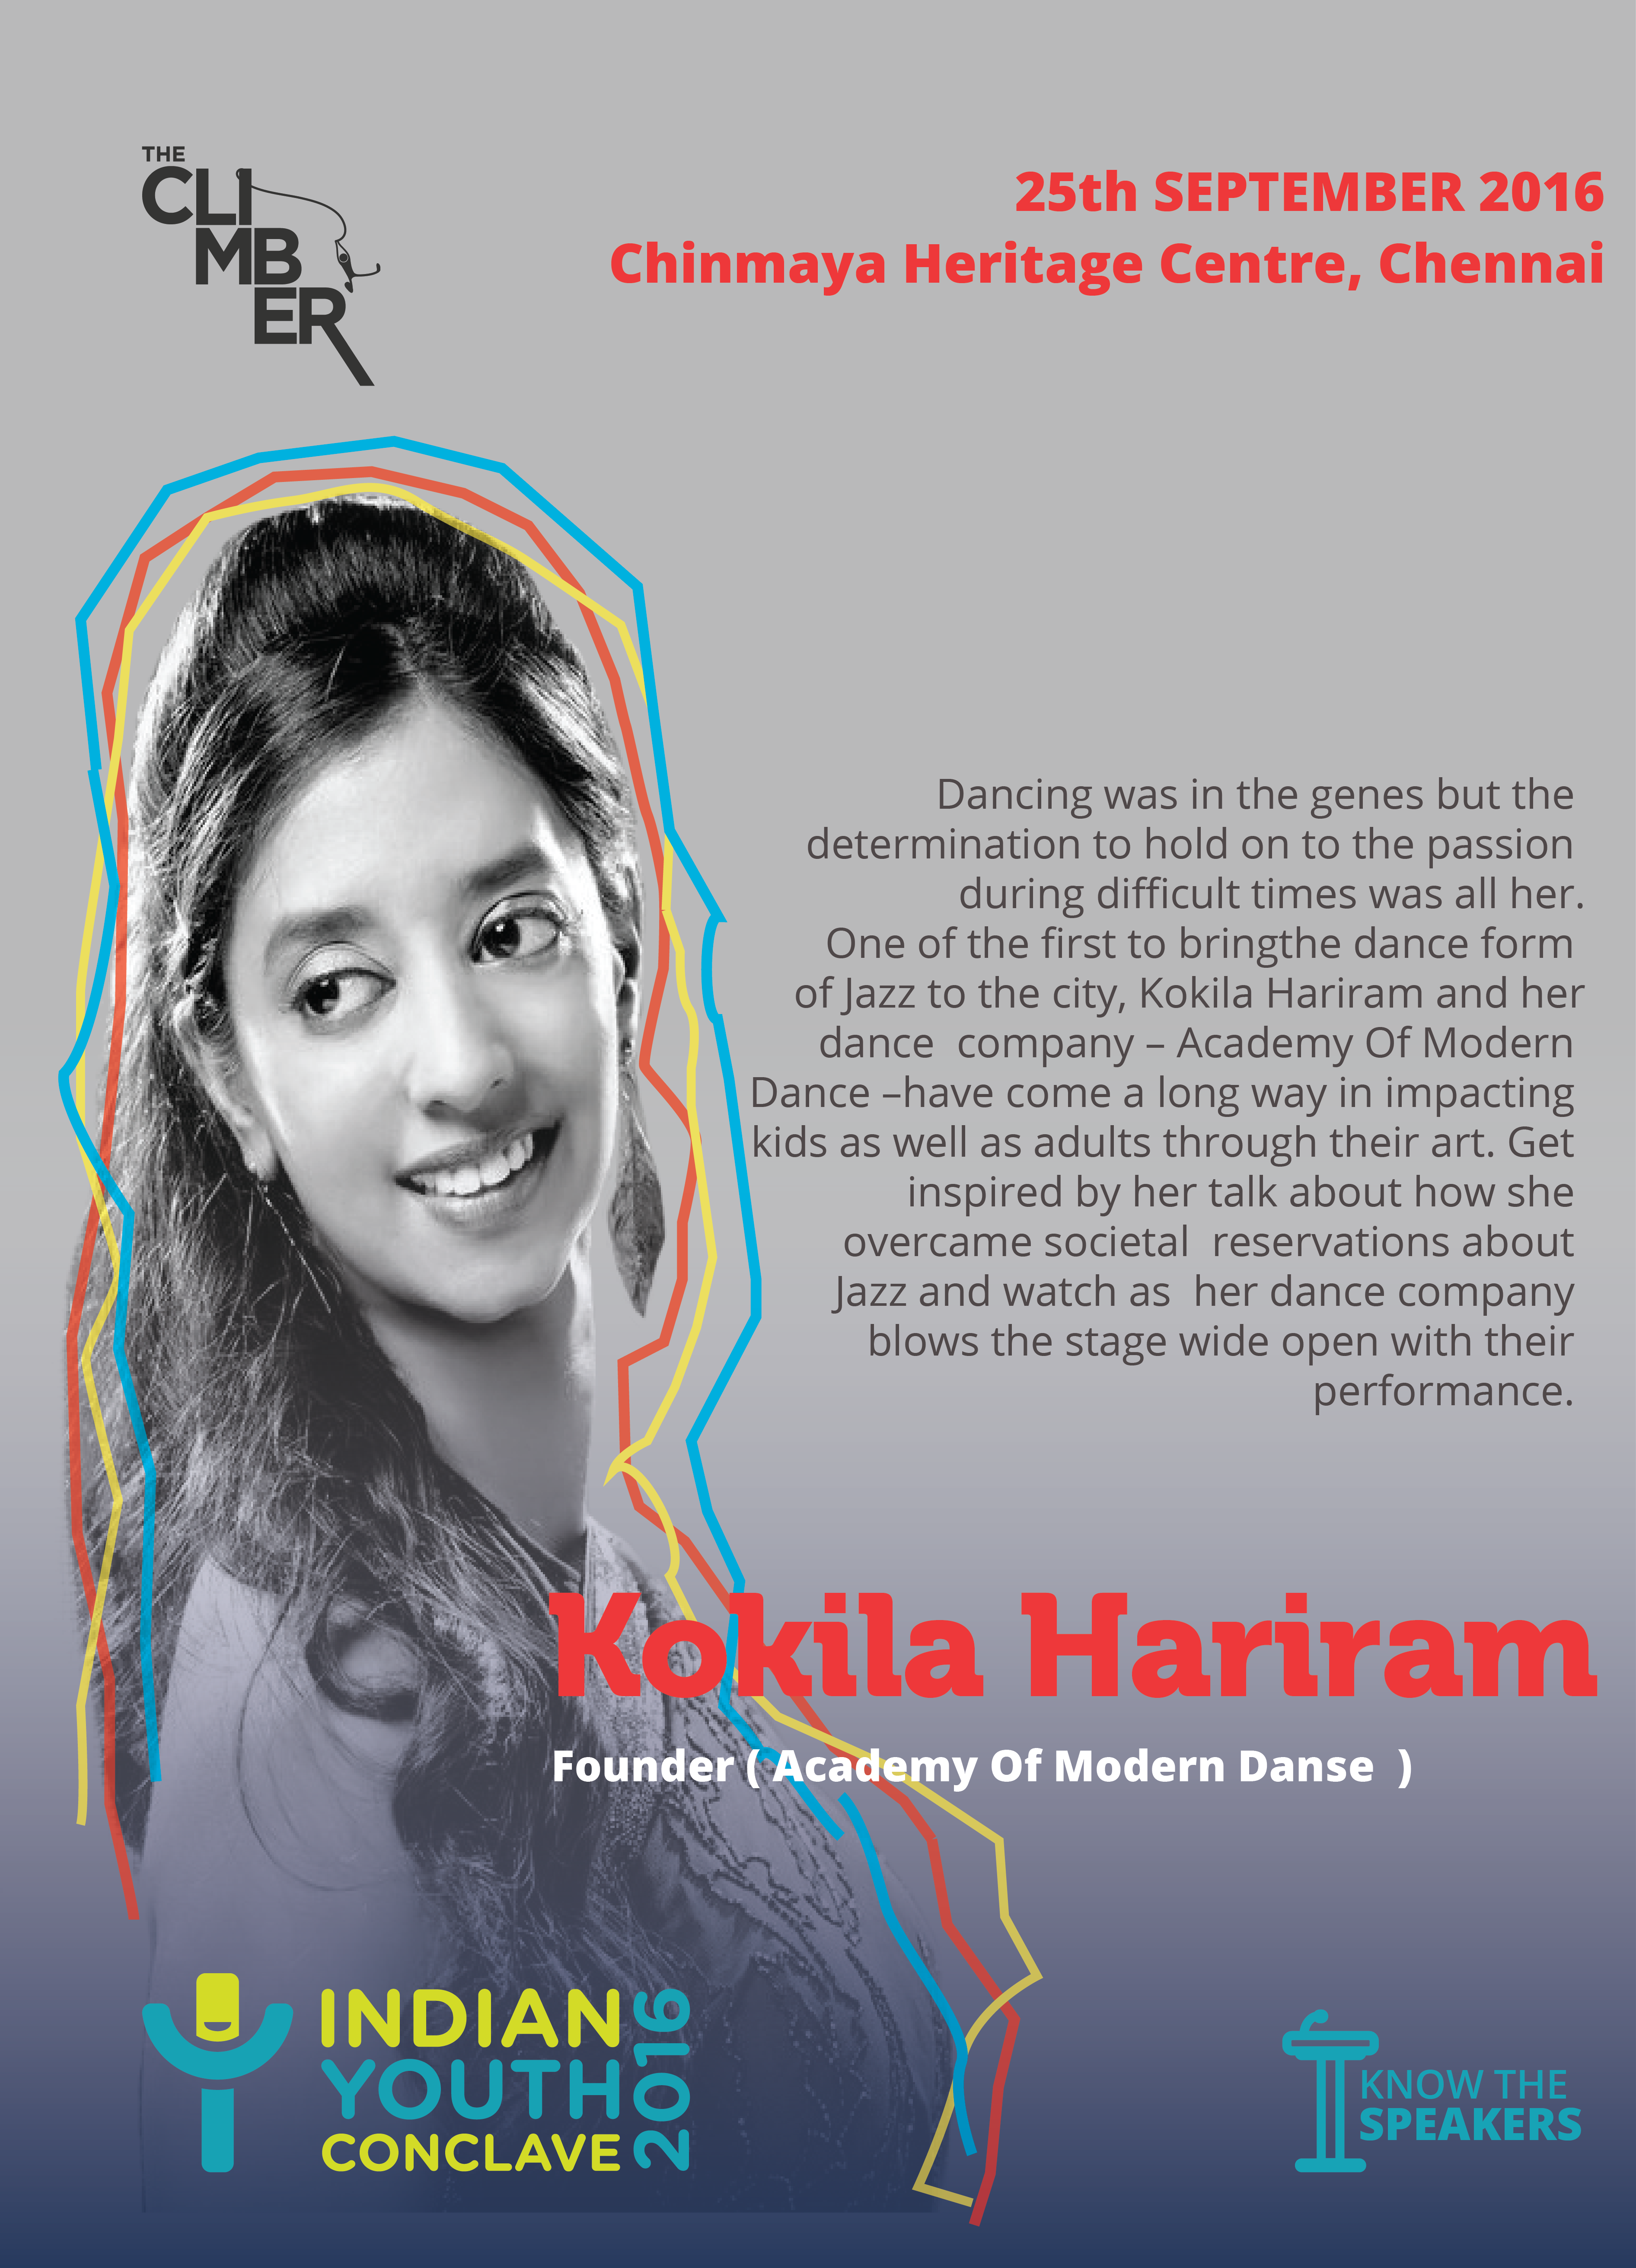 THE
CLI
MB
ER
25th SEPTEMBER 2016
Chinmaya Heritage Centre, Chennai
Dancing was in the genes but the
determination to hold on to the passion
during difficult times was all her.
One of the first to bringthe dance form
of Jazz to the city, Kokila Hariram and her
dance  company – Academy Of Modern
Dance –have come a long way in impacting
kids as well as adults through their art. Get
inspired by her talk about how she
overcame societal  reservations about
Jazz and watch as  her dance company
blows the stage wide open with their
performance.
Kokila Hariram
Founder ( Academy Of Modern Danse  )
INDIAN
YOUTH
CONCLAVE
2016
KNOW THE
SPEAKERS